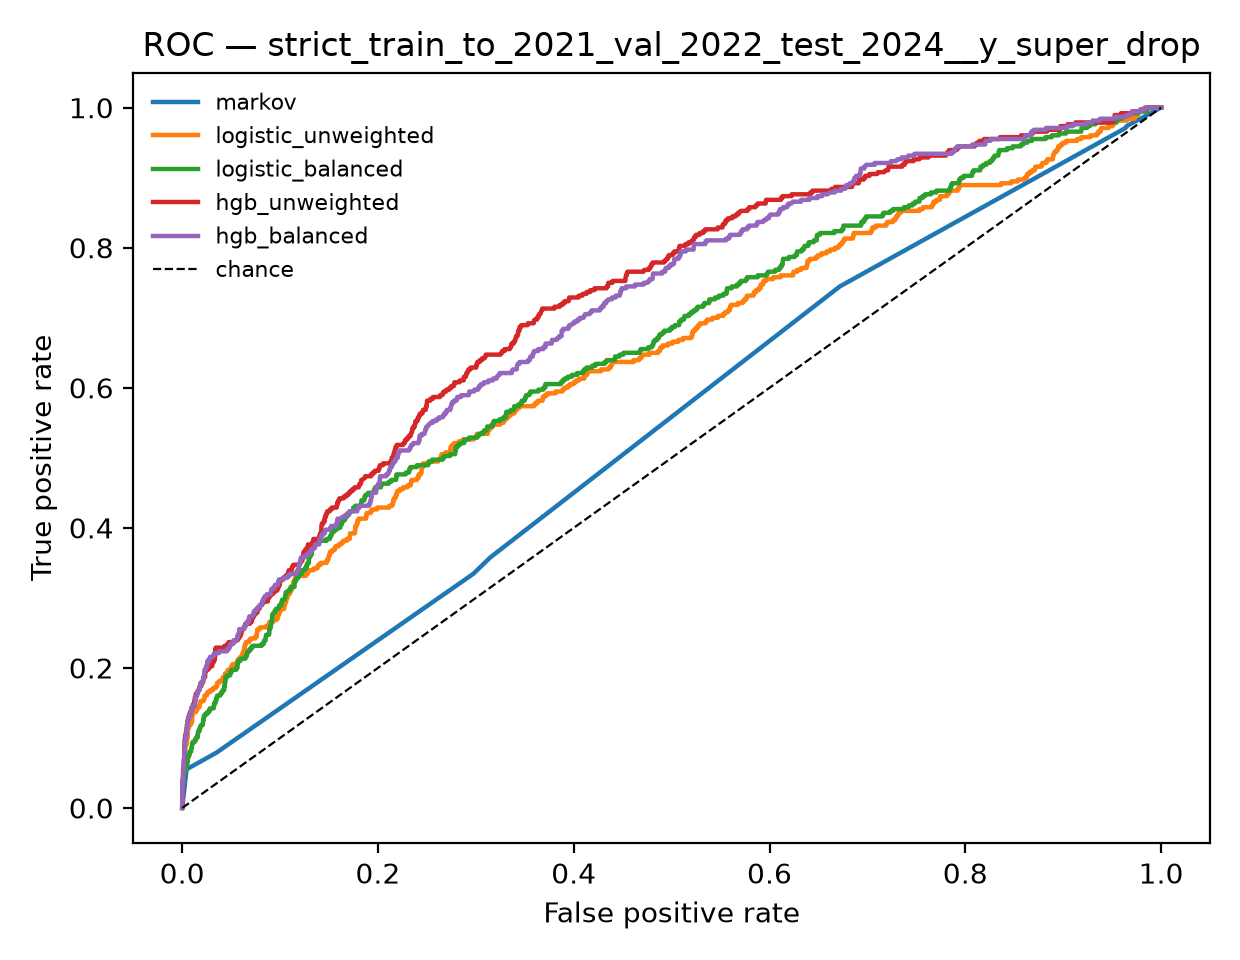 ROC — strict_train_to_2021_val_2022_test_2024__y_super_drop
markov
logistic_unweighted
logistic_balanced
hgb_unweighted
hgb_balanced
chance
True positive rate
1.0
0.8
0.6
0.4
0.2
0.0
0.0 0.2 0.4 0.6 0.8 1.0
False positive rate